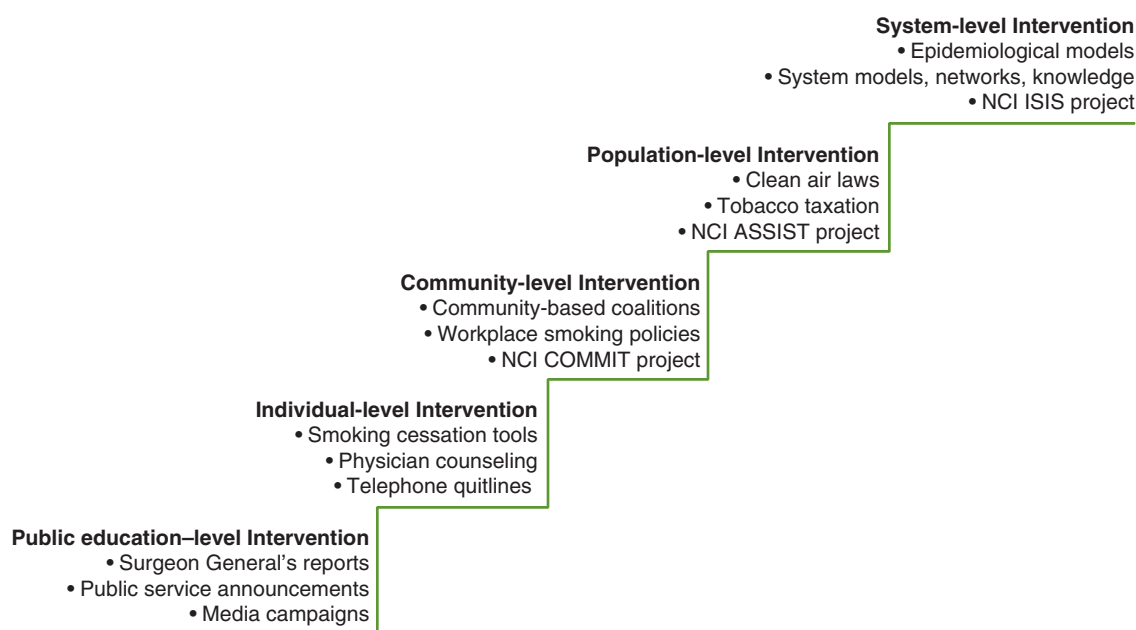 System-level Intervention
• Epidemiological models
• System models, networks, knowledge
• NCI ISIS project
Population-level Intervention
• Clean air laws
• Tobacco taxation
• NCI ASSIST project
Community-level Intervention
• Community-based coalitions
• Workplace smoking policies
• NCI COMMIT project
Individual-level Intervention
• Smoking cessation tools
• Physician counseling
• Telephone quitlines
Public education–level Intervention
• Surgeon General’s reports
• Public service announcements
• Media campaigns